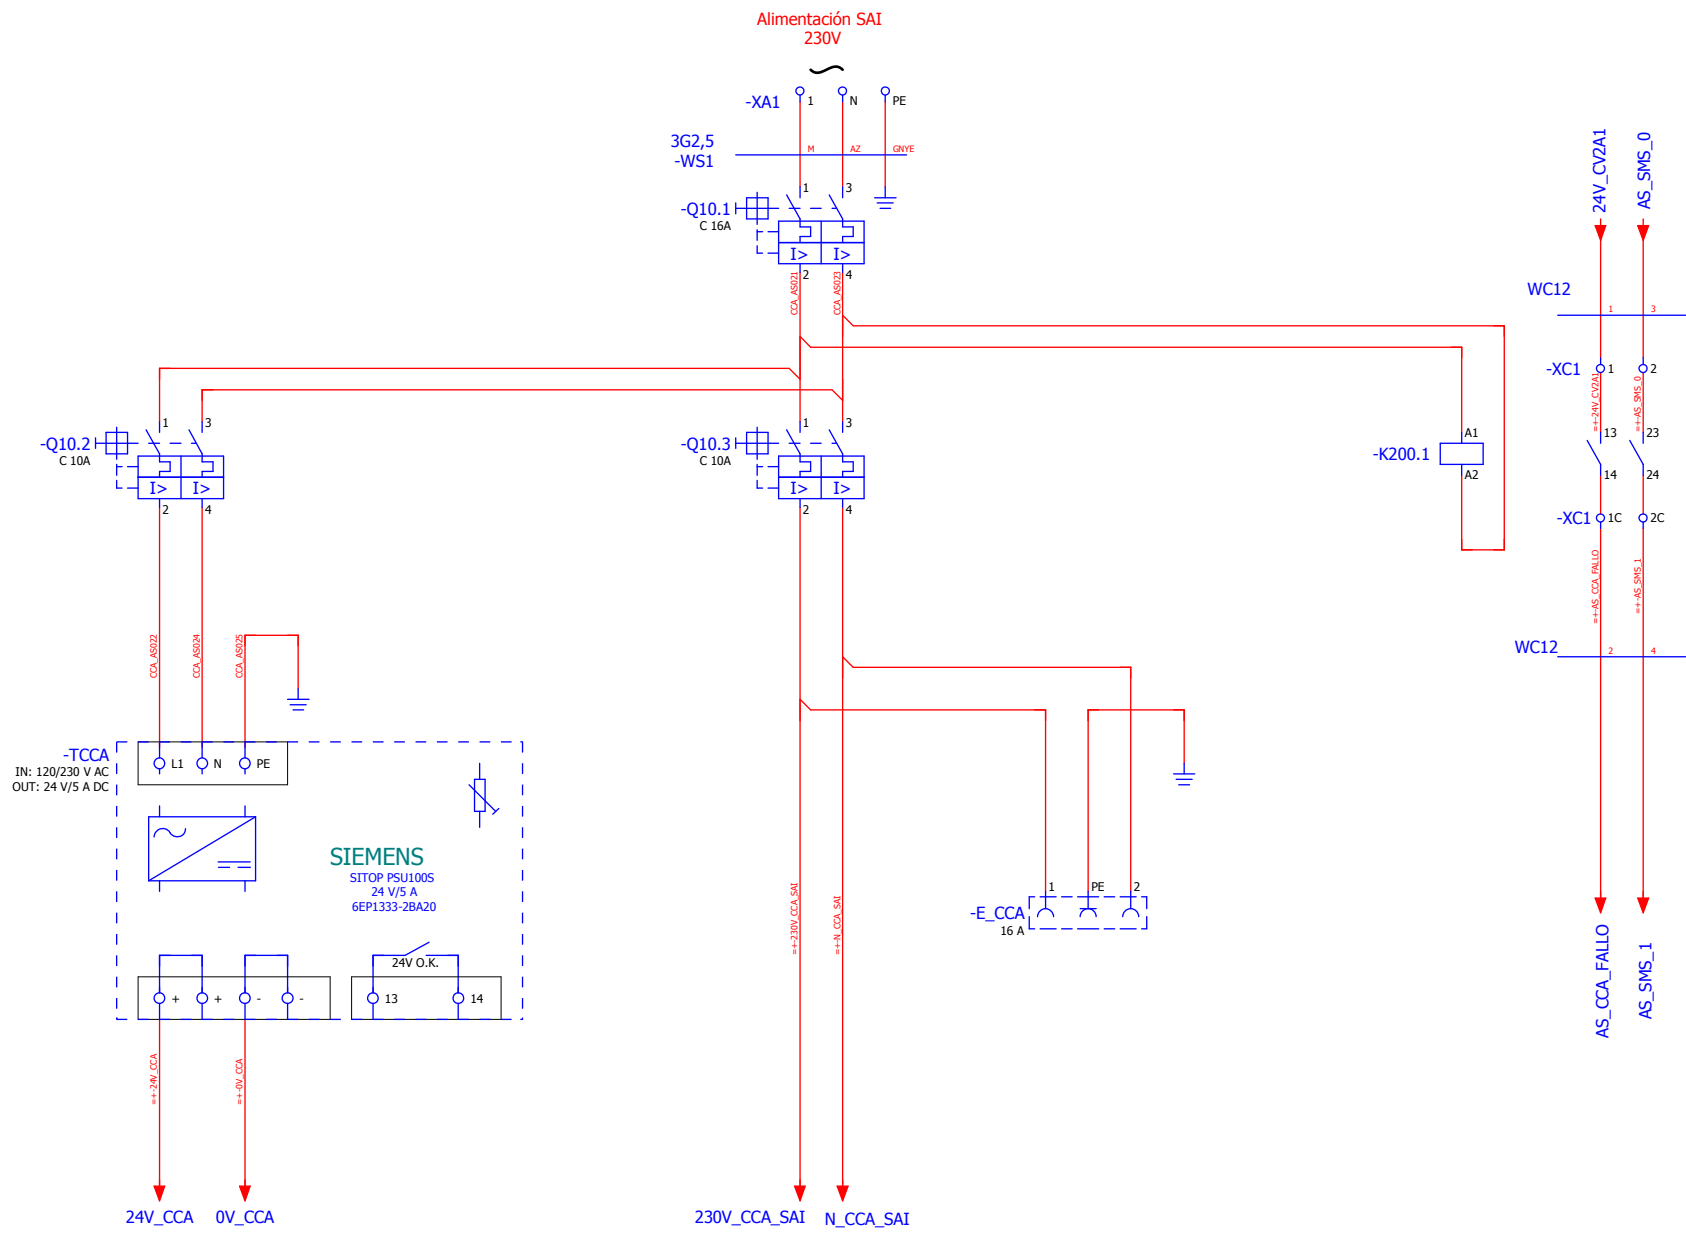 Alimentación SAI
230V
-XA1
1
N
PE
3G2,5
-WS1
M
AZ
GNYE
1
3
-Q10.1
C 16A
I>
I>
2
4
CCA_AS021
CCA_AS023
24V_CV2A1
AS_SMS_0
WC12
1
3
-XC1
1
2
=+-24V_CV2A1
=+-AS_SMS_0
13
23
14
24
-XC1
1C
2C
=+-AS_CCA_FALLO
=+-AS_SMS_1
WC12
2
4
AS_CCA_FALLO
AS_SMS_1
-K200.1
A1
A2
1
3
-Q10.2
C 10A
I>
I>
2
4
1
3
-Q10.3
C 10A
I>
I>
2
4
CCA_AS022
CCA_AS024
CCA_AS025
-TCCA
IN: 120/230 V AC
OUT: 24 V/5 A DC
L1
N
PE
SIEMENS
SITOP PSU100S
24 V/5 A
6EP1333-2BA20
24V O.K.
+
+
-
-
13
14
=+-24V_CCA
=+-0V_CCA
=+-230V_CCA_SAI
=+-N_CCA_SAI
1
PE
2
-E_CCA
16 A
24V_CCA
0V_CCA
230V_CCA_SAI
N_CCA_SAI